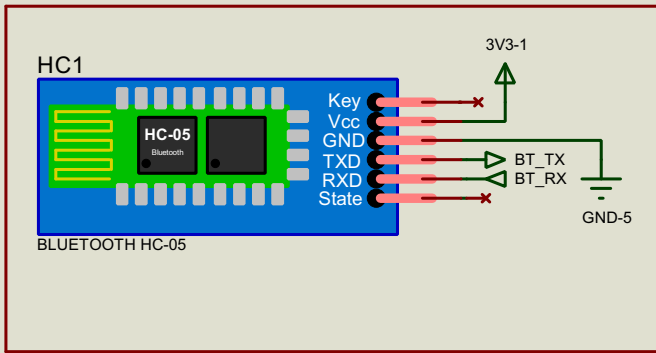 HC1
HC-05
Bluetooth
Key
Vcc
GND
TXD
RXD
State
3V3-1
BT_TX
BT_RX
GND-5
BLUETOOTH HC-05